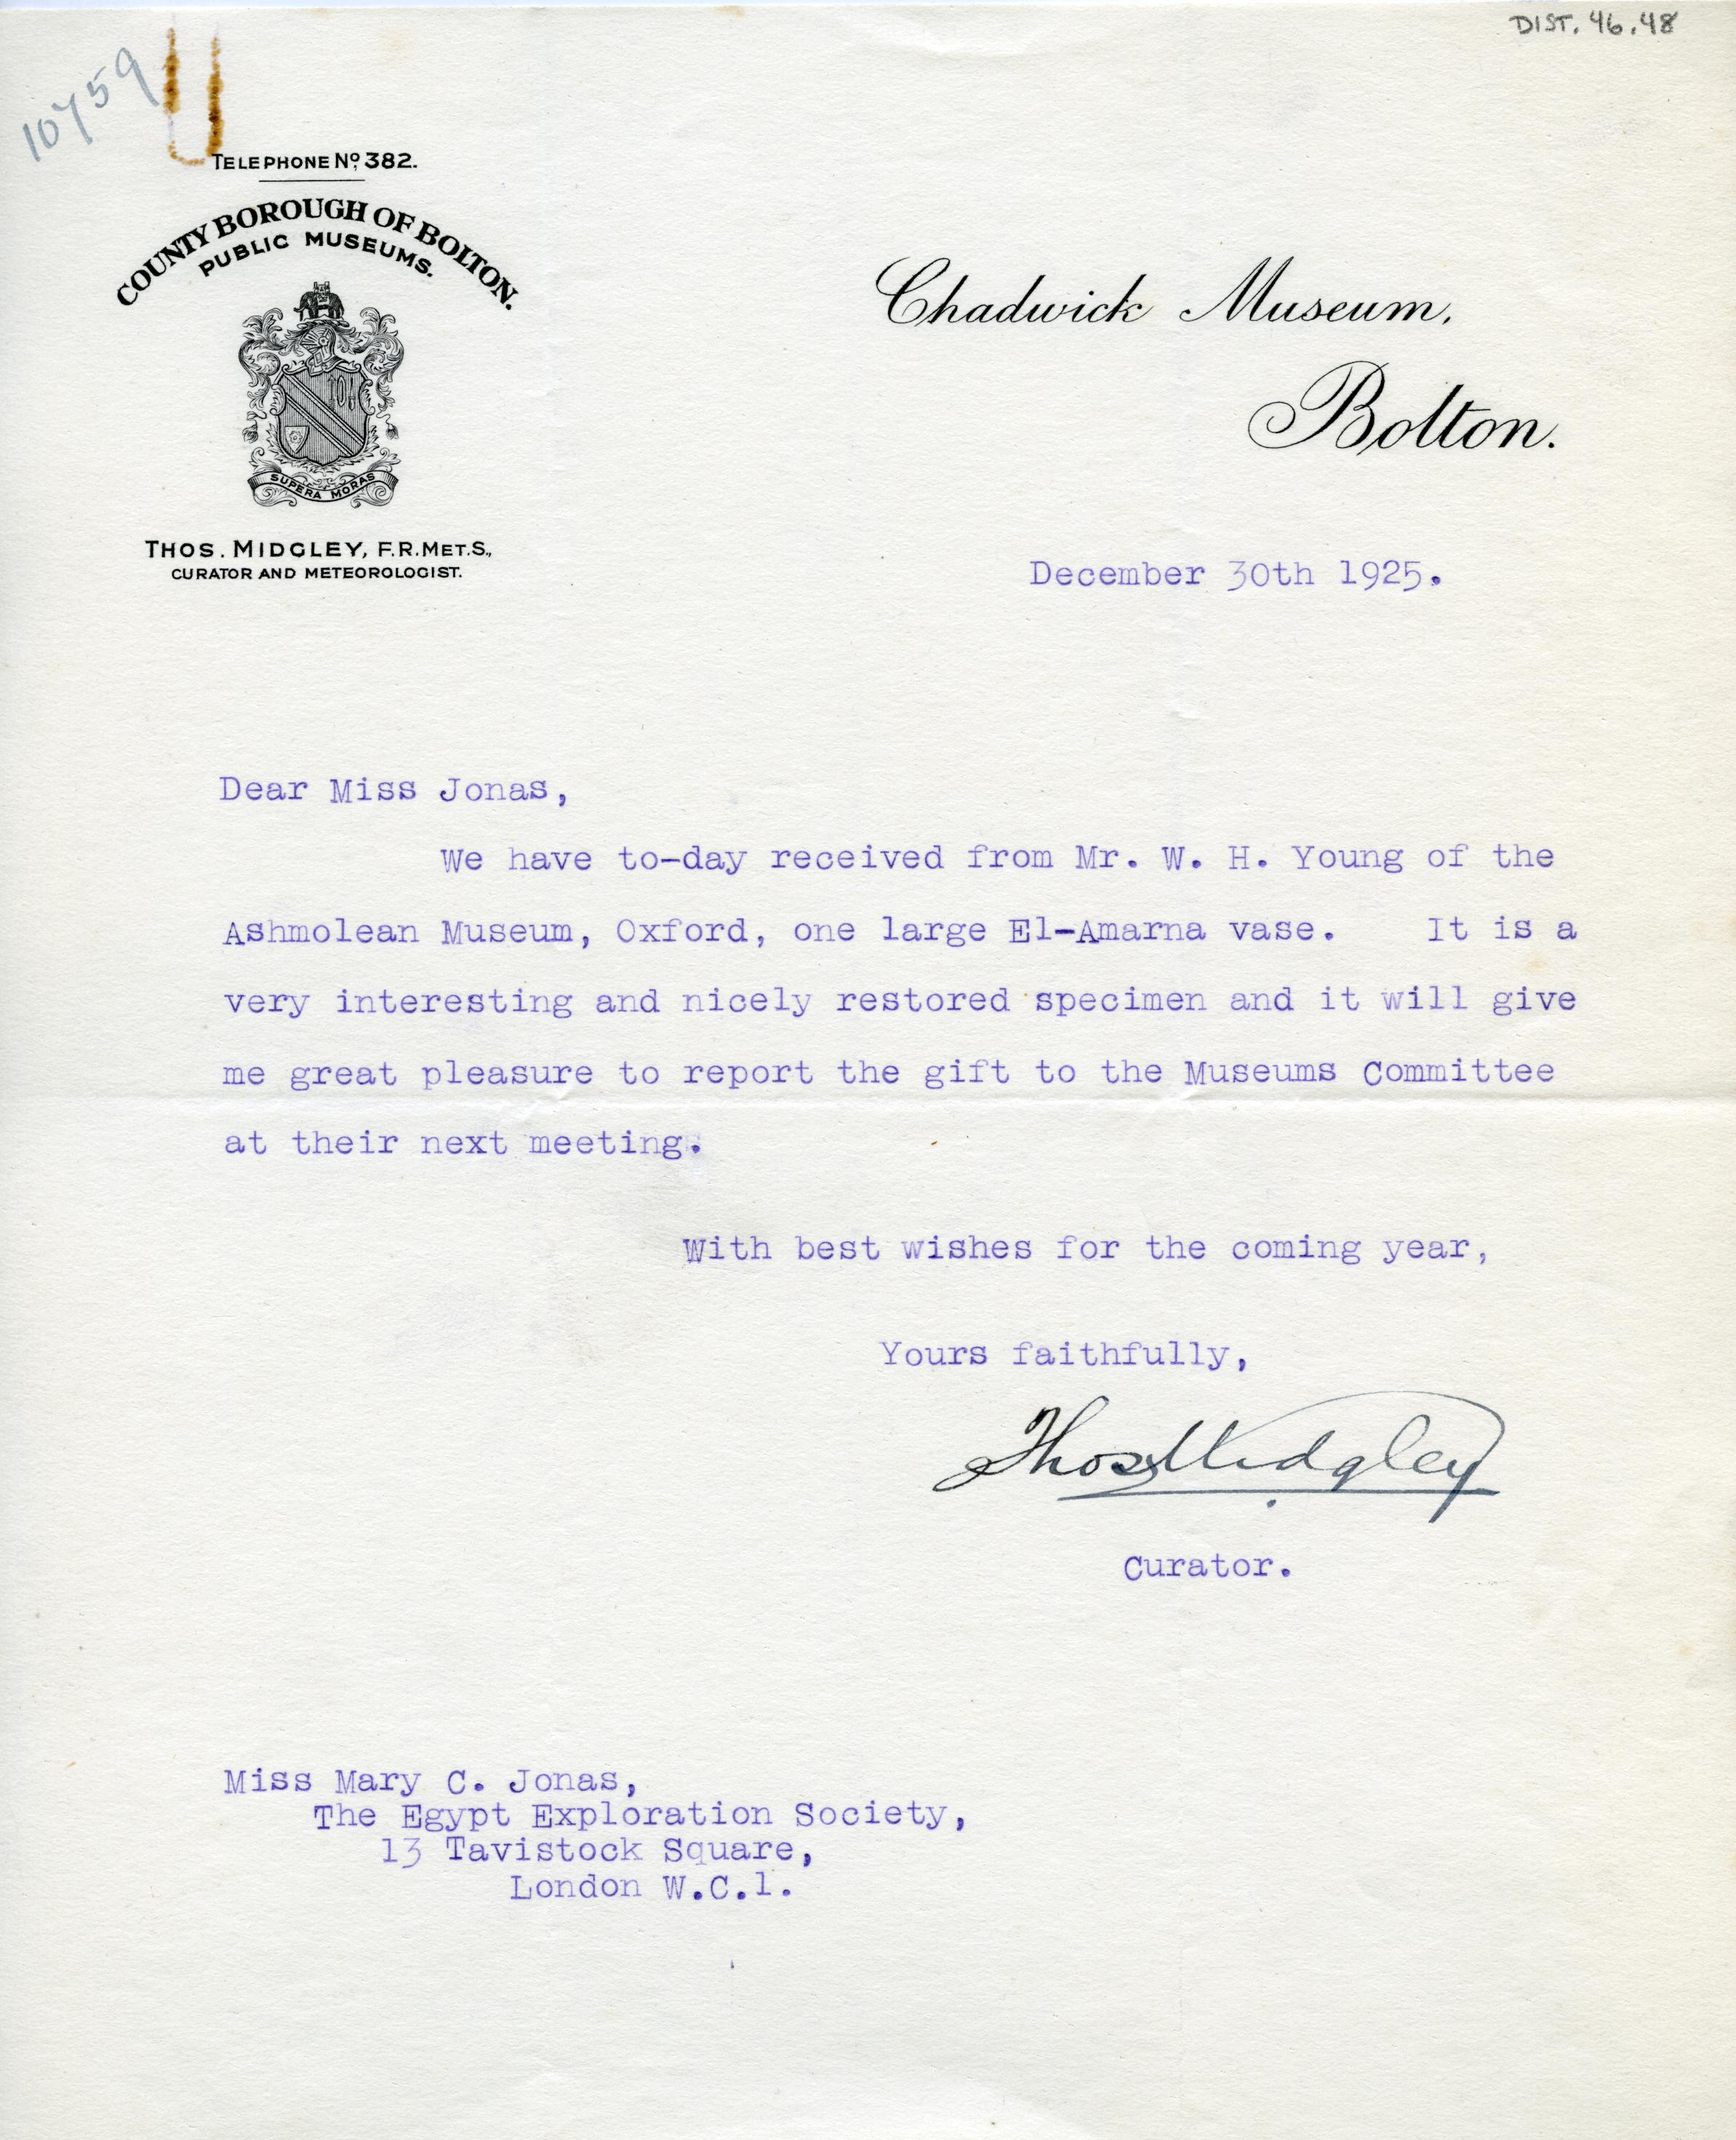 DIST. 46.48
10759
TELEPHONE No. 382.
COUNTY BOROUGH OF BOLTON.
PUBLIC MUSEUMS.
SUPERA MORAS
THOS. MIDGLEY, F.R.MET.S.,
CURATOR AND METEOROLOGIST.
Chadwick Museum,
Bolton.
December 30th 1925.
Dear Miss Jonas,
We have to-day received from Mr. W. H. Young of the
Ashmolean Museum, Oxford, one large El-Amarna vase. It is a
very interesting and nicely restored specimen and it will give
me great pleasure to report the gift to the Museums Committee
at their next meeting.
With best wishes for the coming year,
Yours faithfully,
Thos Midgley
Curator.
Miss Mary C. Jonas,
The Egypt Exploration Society,
13 Tavistock Square,
London W.C.1.